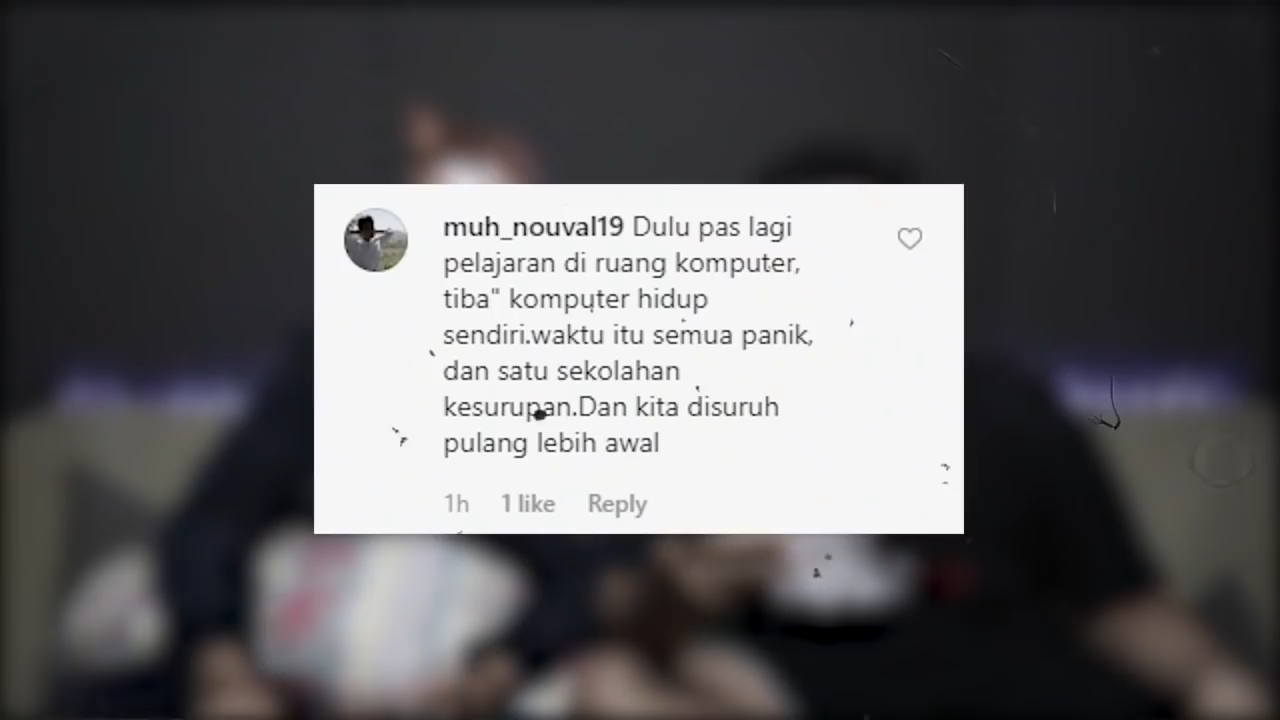 muh_nouval19 Dulu pas lagi
pelajaran di ruang komputer,
tiba" komputer hidup
sendiri.waktu itu semua panik,
dan satu sekolahan
kesurupan.Dan kita disuruh
pulang lebih awal
1h 1 like Reply